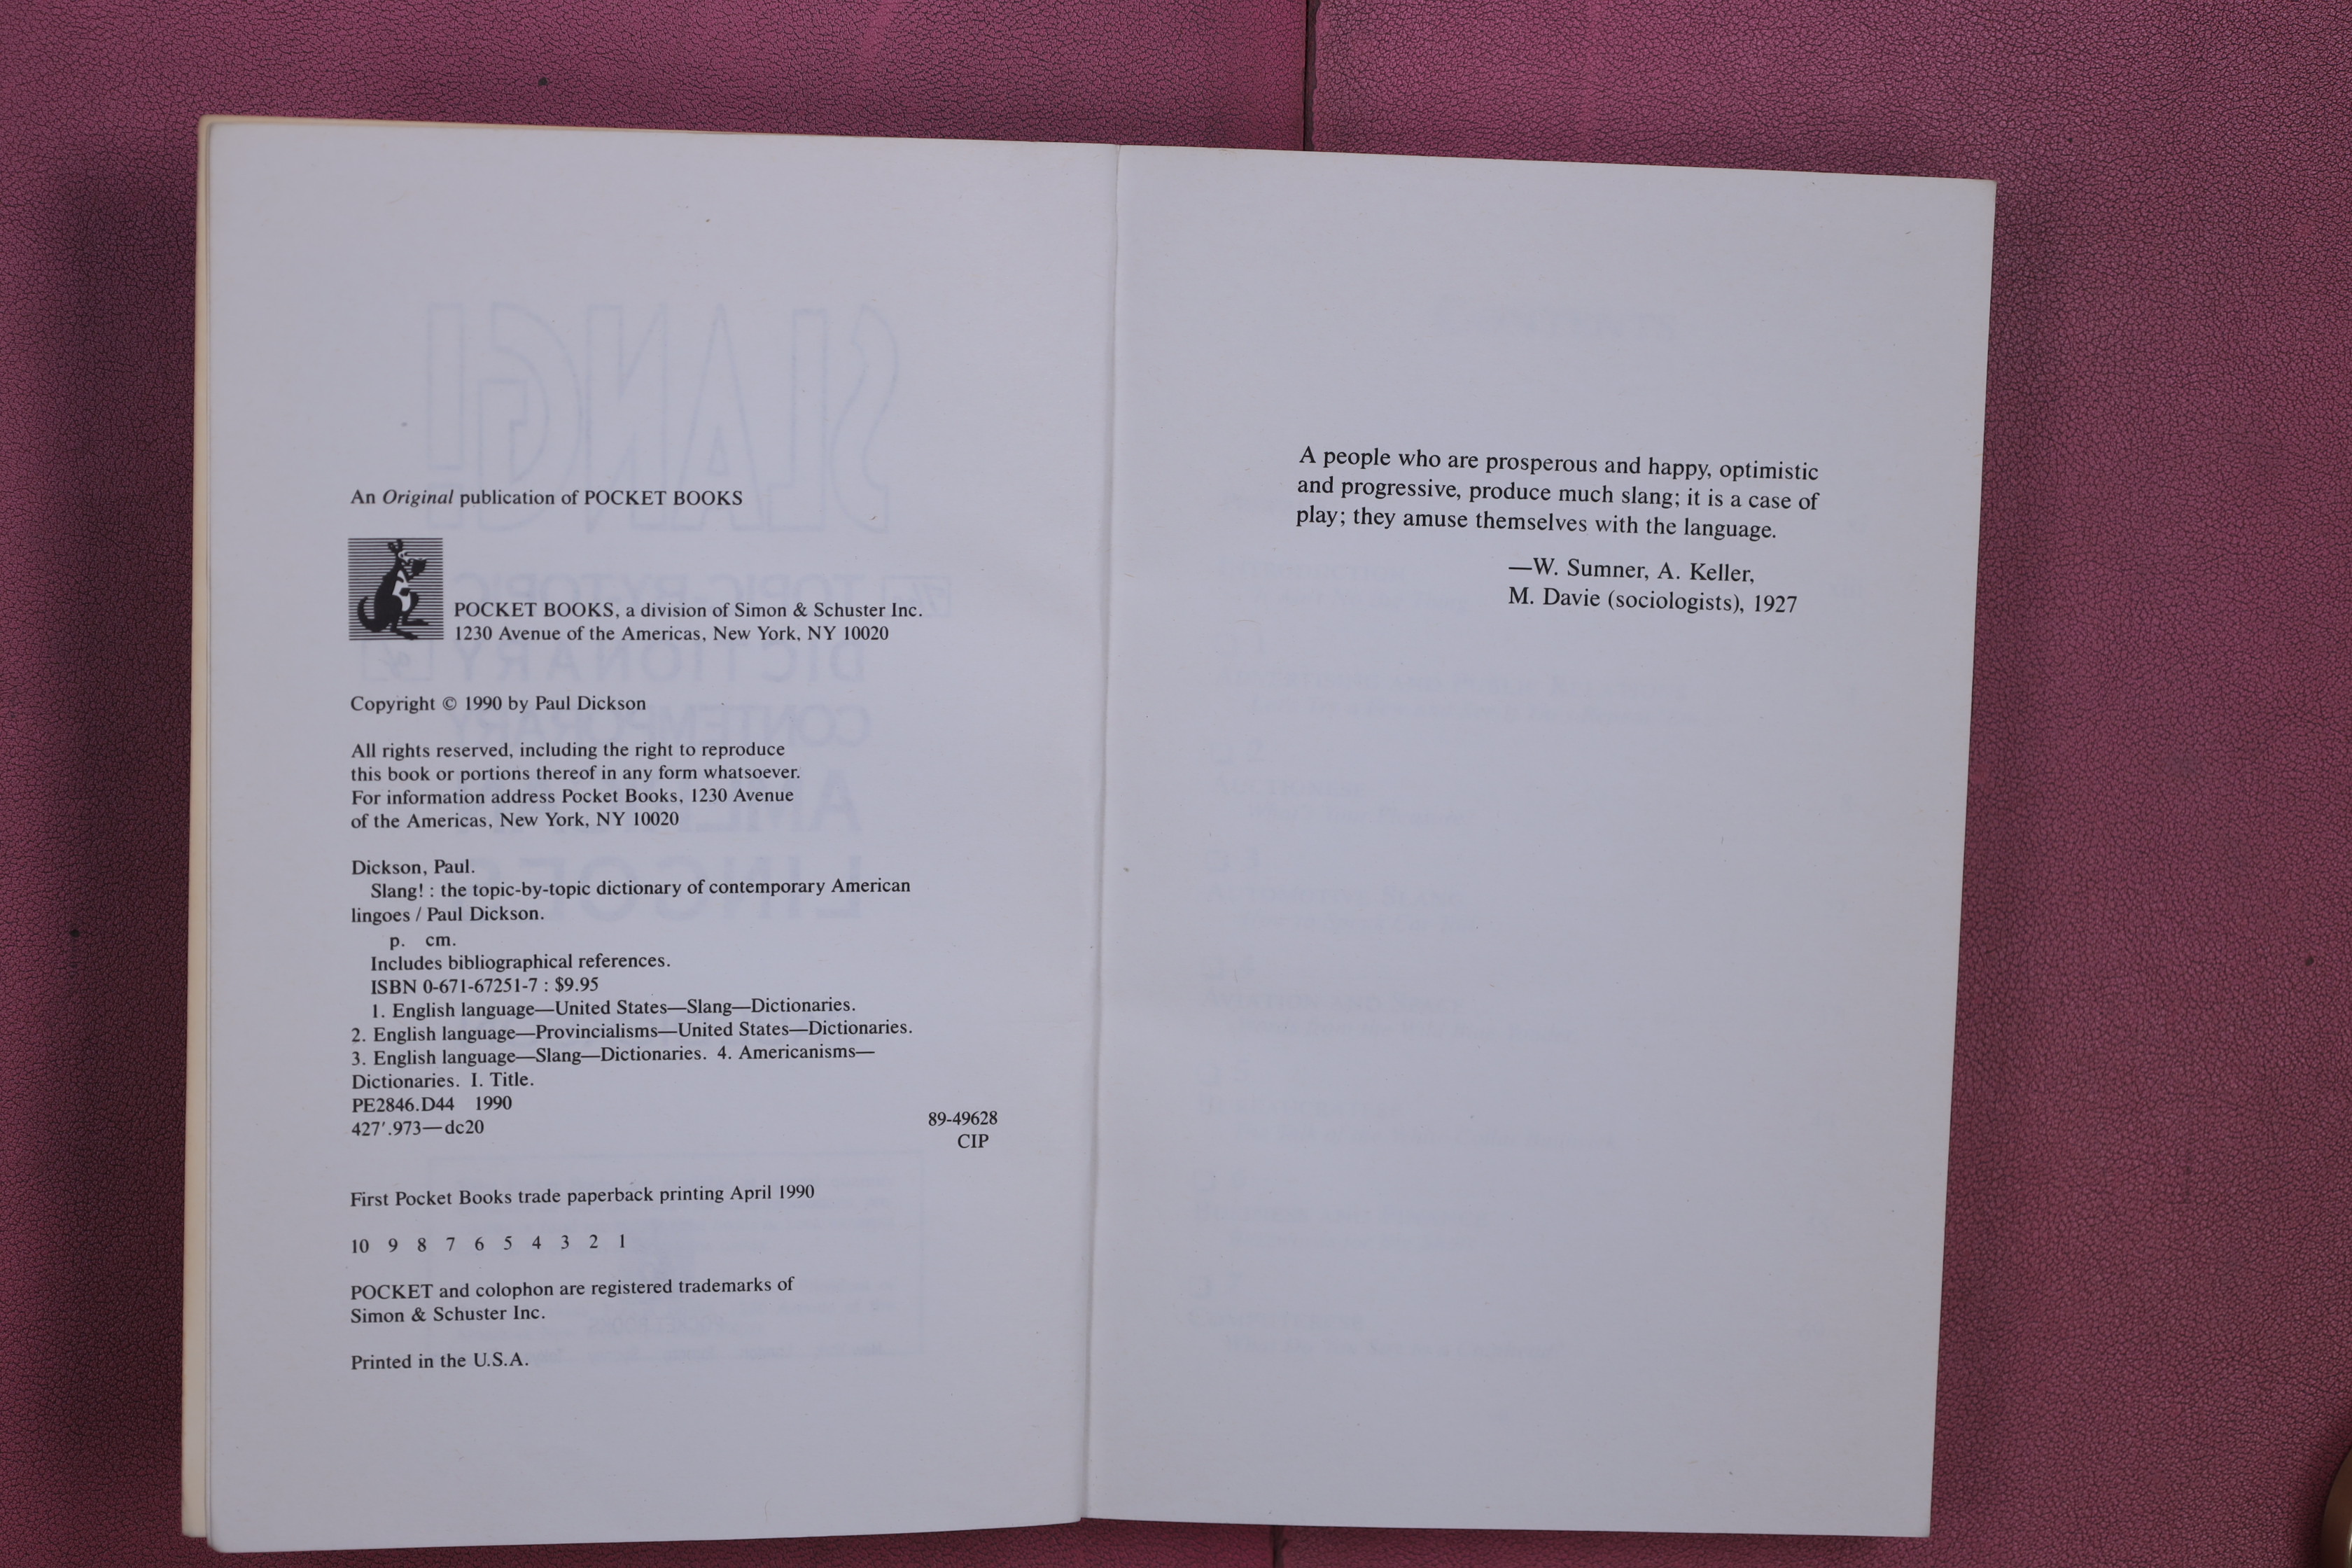 An Original publication of POCKET BOOKS
POCKET BOOKS, a division of Simon & Schuster Inc.
1230 Avenue of the Americas, New York, NY 10020
Copyright © 1990 by Paul Dickson
All rights reserved, including the right to reproduce
this book or portions thereof in any form whatsoever.
For information address Pocket Books, 1230 Avenue
of the Americas, New York, NY 10020
Dickson, Paul.
Slang! : the topic-by-topic dictionary of contemporary American
lingoes / Paul Dickson.
p. cm.
Includes bibliographical references.
ISBN 0-671-67251-7 : $9.95
1. English language—United States—Slang—Dictionaries.
2. English language—Provincialisms—United States—Dictionaries.
3. English language—Slang—Dictionaries. 4. Americanisms—
Dictionaries. I. Title.
PE2846.D44 1990
427'.973—dc20
89-49628
CIP
First Pocket Books trade paperback printing April 1990
10 9 8 7 6 5 4 3 2 1
POCKET and colophon are registered trademarks of
Simon & Schuster Inc.
Printed in the U.S.A.
A people who are prosperous and happy, optimistic
and progressive, produce much slang; it is a case of
play; they amuse themselves with the language.
—W. Sumner, A. Keller,
M. Davie (sociologists), 1927